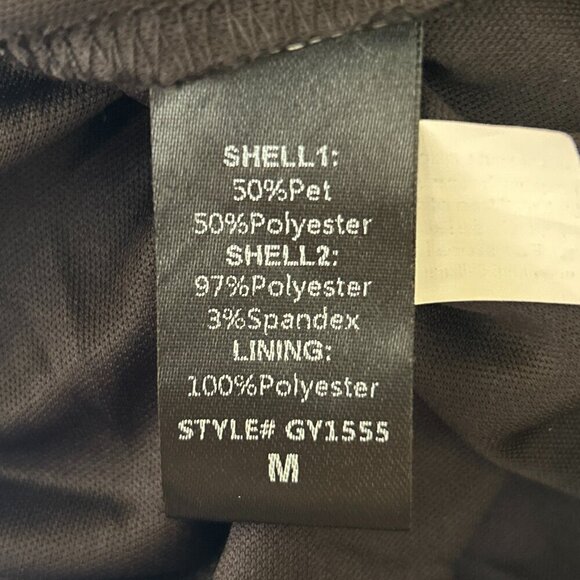 SHELL1:
50%Pet
50%Polyester
SHELL2:
97%Polyester
3%Spandex
LINING:
100%Polyester
STYLE# GY1555
M